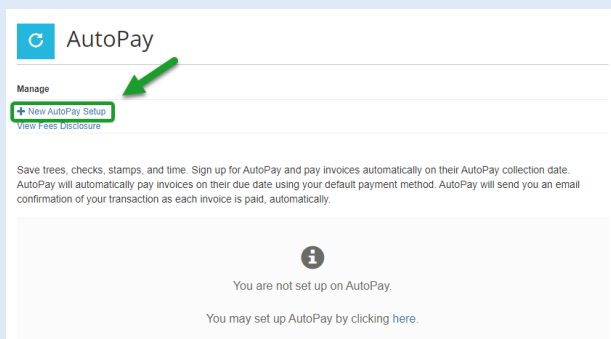 AutoPay
Manage
+ New AutoPay Setup
View Fees Disclosure
Save trees, checks, stamps, and time. Sign up for AutoPay and pay invoices automatically on their AutoPay collection date.
AutoPay will automatically pay invoices on their due date using your default payment method. AutoPay will send you an email
confirmation of your transaction as each invoice is paid, automatically.
You are not set up on AutoPay.
You may set up AutoPay by clicking here.